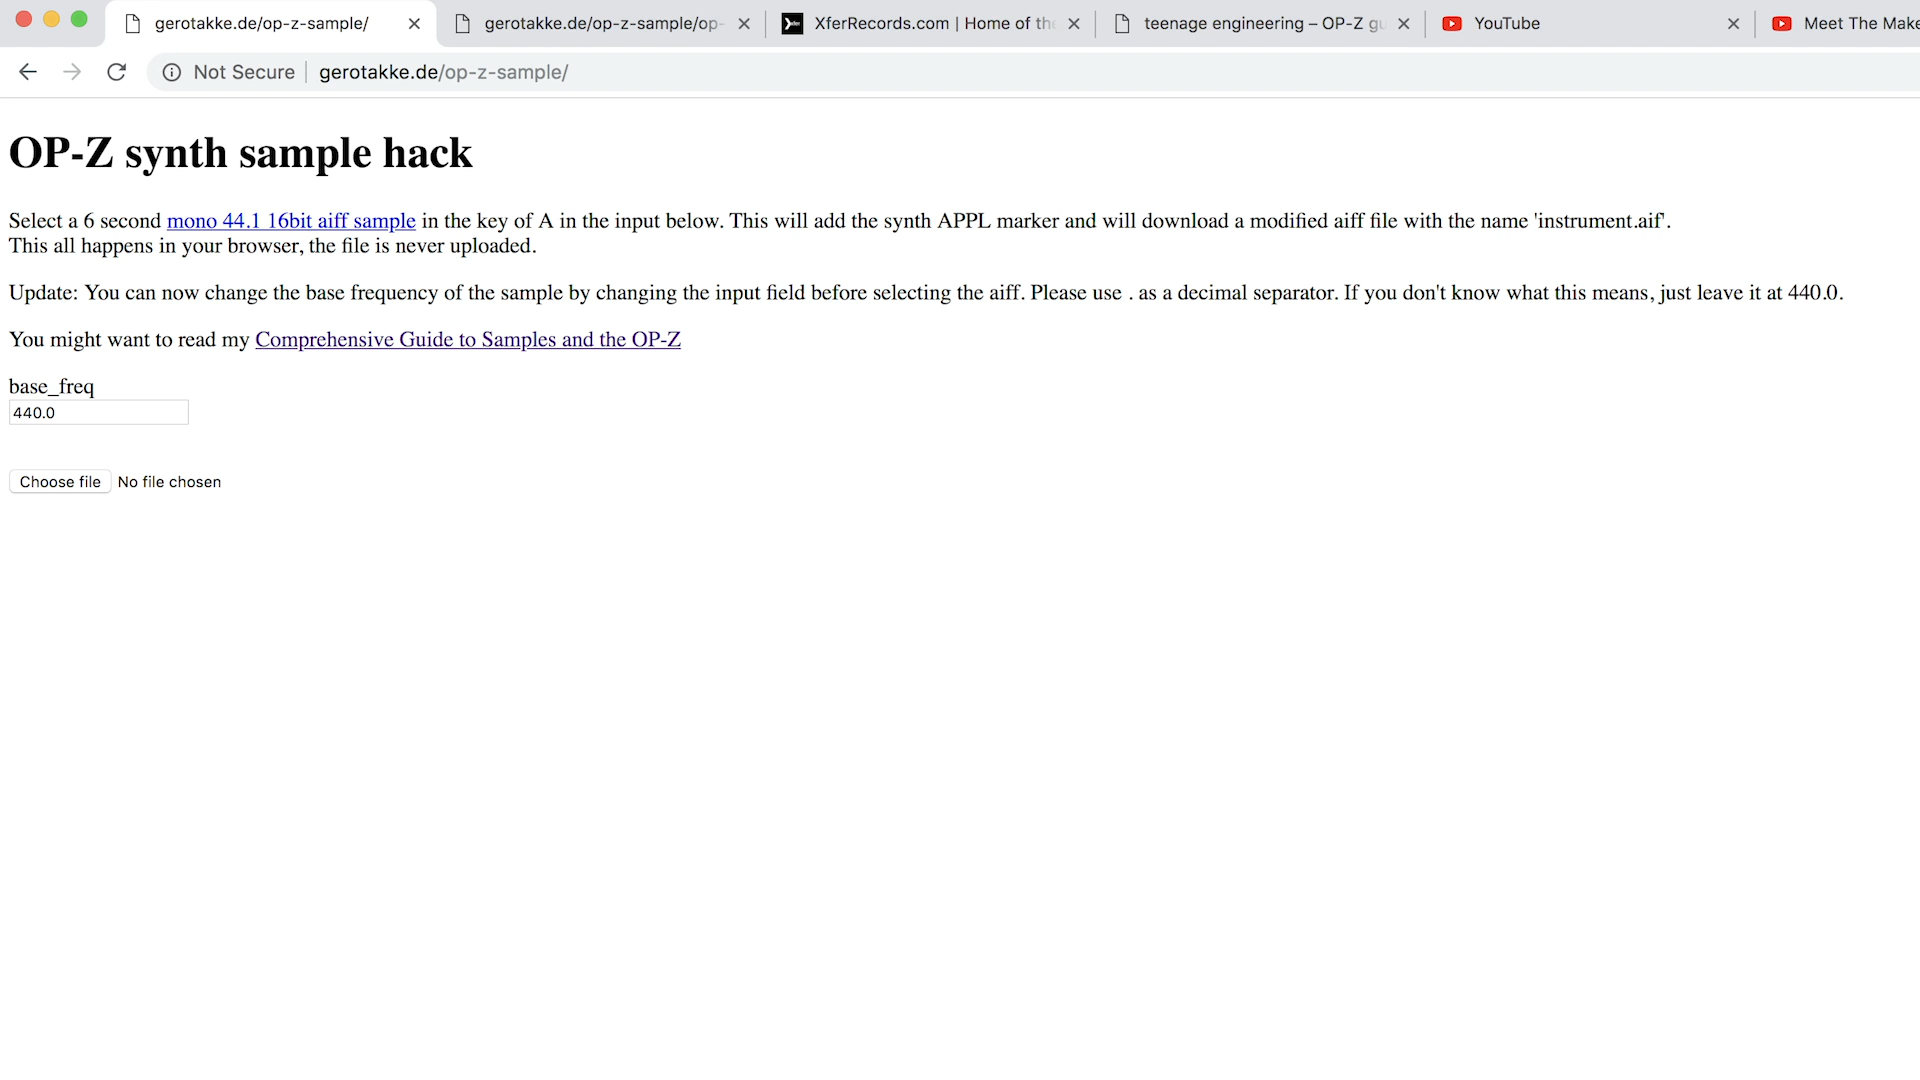 gerotakke.de/op-z-sample/
gerotakke.de/op-z-sample/op-
XferRecords.com | Home of the
teenage engineering – OP-Z gu
YouTube
Meet The Make
Not Secure
gerotakke.de/op-z-sample/
OP-Z synth sample hack
Select a 6 second mono 44.1 16bit aiff sample in the key of A in the input below. This will add the synth APPL marker and will download a modified aiff file with the name 'instrument.aif'.
This all happens in your browser, the file is never uploaded.
Update: You can now change the base frequency of the sample by changing the input field before selecting the aiff. Please use . as a decimal separator. If you don't know what this means, just leave it at 440.0.
You might want to read my Comprehensive Guide to Samples and the OP-Z
base_freq
440.0
Choose file No file chosen